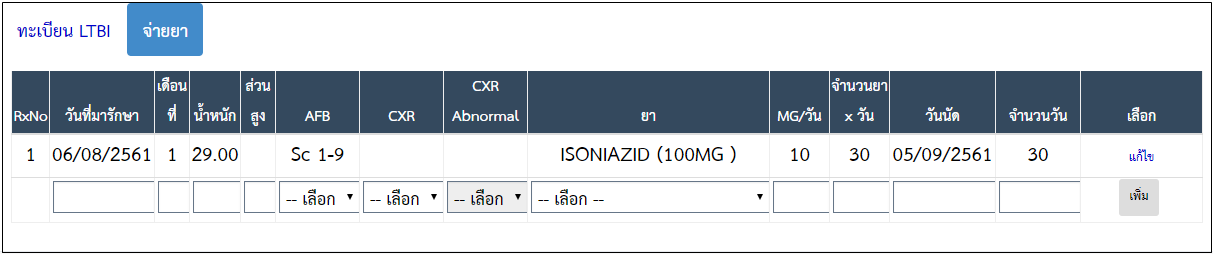 ทะเบียน LTBI จ่ายยา
RxNo วันที่มารักษา เดือนที่ น้ำหนัก ส่วนสูง AFB CXR CXR Abnormal ยา MG/วัน จำนวนยา x วัน วันนัด จำนวนวัน เลือก
1 06/08/2561 1 29.00 Sc 1-9 ISONIAZID (100MG ) 10 30 05/09/2561 30 แก้ไข
-- เลือก -- เลือก -- เลือก -- เลือก -- เพิ่ม